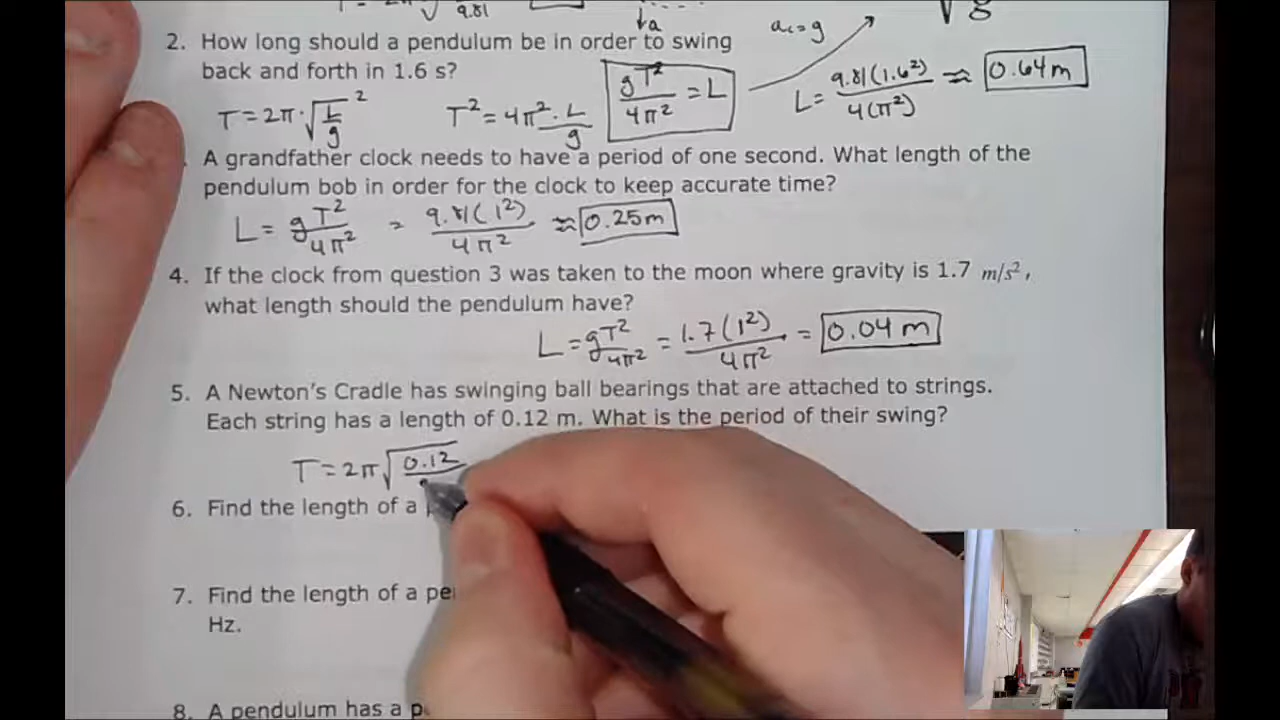 9.81
↓a
ac=g
√g
2. How long should a pendulum be in order to swing
back and forth in 1.6 s?
T=2π·√(L/g) ²
T²=4π²·L/g
gT²/4π² =L
L= 9.81(1.6²)/4(π²) ≈ 0.64m
A grandfather clock needs to have a period of one second. What length of the
pendulum bob in order for the clock to keep accurate time?
L= gT²/4π² = 9.81(1²)/4π² ≈ 0.25m
4. If the clock from question 3 was taken to the moon where gravity is 1.7 m/s²,
what length should the pendulum have?
L=gT²/4π² = 1.7(1²)/4π² = 0.04m
5. A Newton's Cradle has swinging ball bearings that are attached to strings.
Each string has a length of 0.12 m. What is the period of their swing?
T=2π√0.12
6. Find the length of a
7. Find the length of a pe
Hz.
8. A pendulum has a p